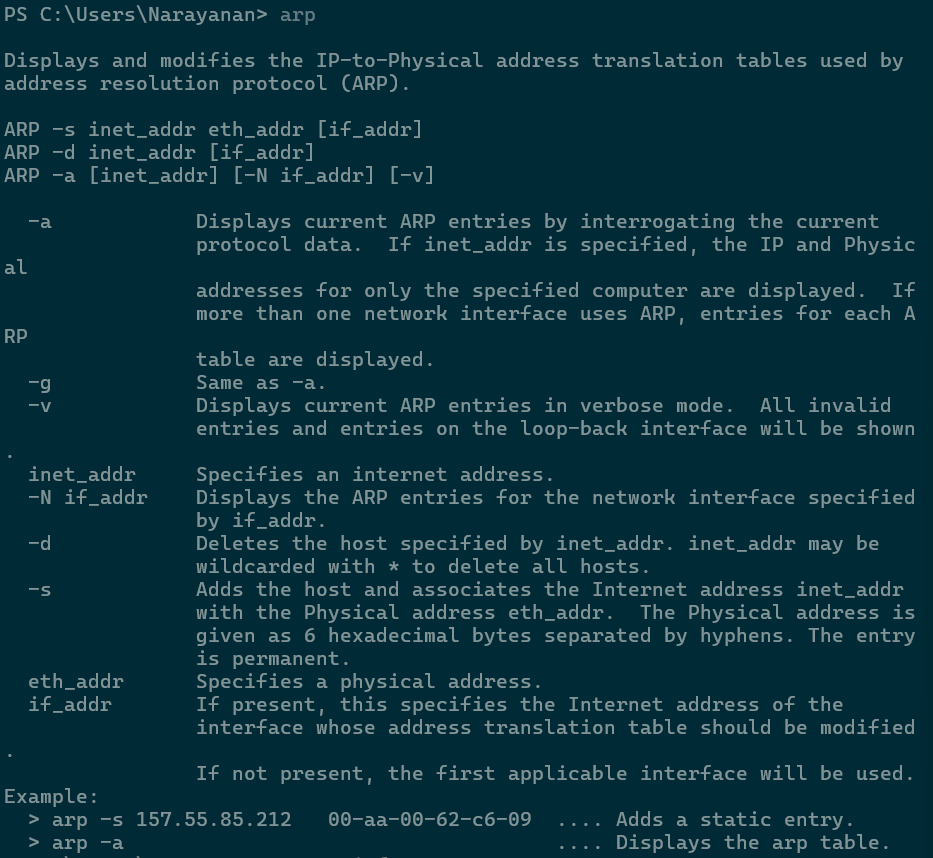 PS C:\Users\Narayanan> arp
Displays and modifies the IP-to-Physical address translation tables used by
address resolution protocol (ARP).
ARP -s inet_addr eth_addr [if_addr]
ARP -d inet_addr [if_addr]
ARP -a [inet_addr] [-N if_addr] [-v]
  -a            Displays current ARP entries by interrogating the current
                protocol data.  If inet_addr is specified, the IP and Physic
al
                addresses for only the specified computer are displayed.  If
                more than one network interface uses ARP, entries for each A
RP
                table are displayed.
  -g            Same as -a.
  -v            Displays current ARP entries in verbose mode.  All invalid
                entries and entries on the loop-back interface will be shown
.
  inet_addr     Specifies an internet address.
  -N if_addr    Displays the ARP entries for the network interface specified
                by if_addr.
  -d            Deletes the host specified by inet_addr. inet_addr may be
                wildcarded with * to delete all hosts.
  -s            Adds the host and associates the Internet address inet_addr
                with the Physical address eth_addr.  The Physical address is
                given as 6 hexadecimal bytes separated by hyphens. The entry
                is permanent.
  eth_addr      Specifies a physical address.
  if_addr       If present, this specifies the Internet address of the
                interface whose address translation table should be modified
.
                If not present, the first applicable interface will be used.
Example:
  > arp -s 157.55.85.212   00-aa-00-62-c6-09  .... Adds a static entry.
  > arp -a                                    .... Displays the arp table.